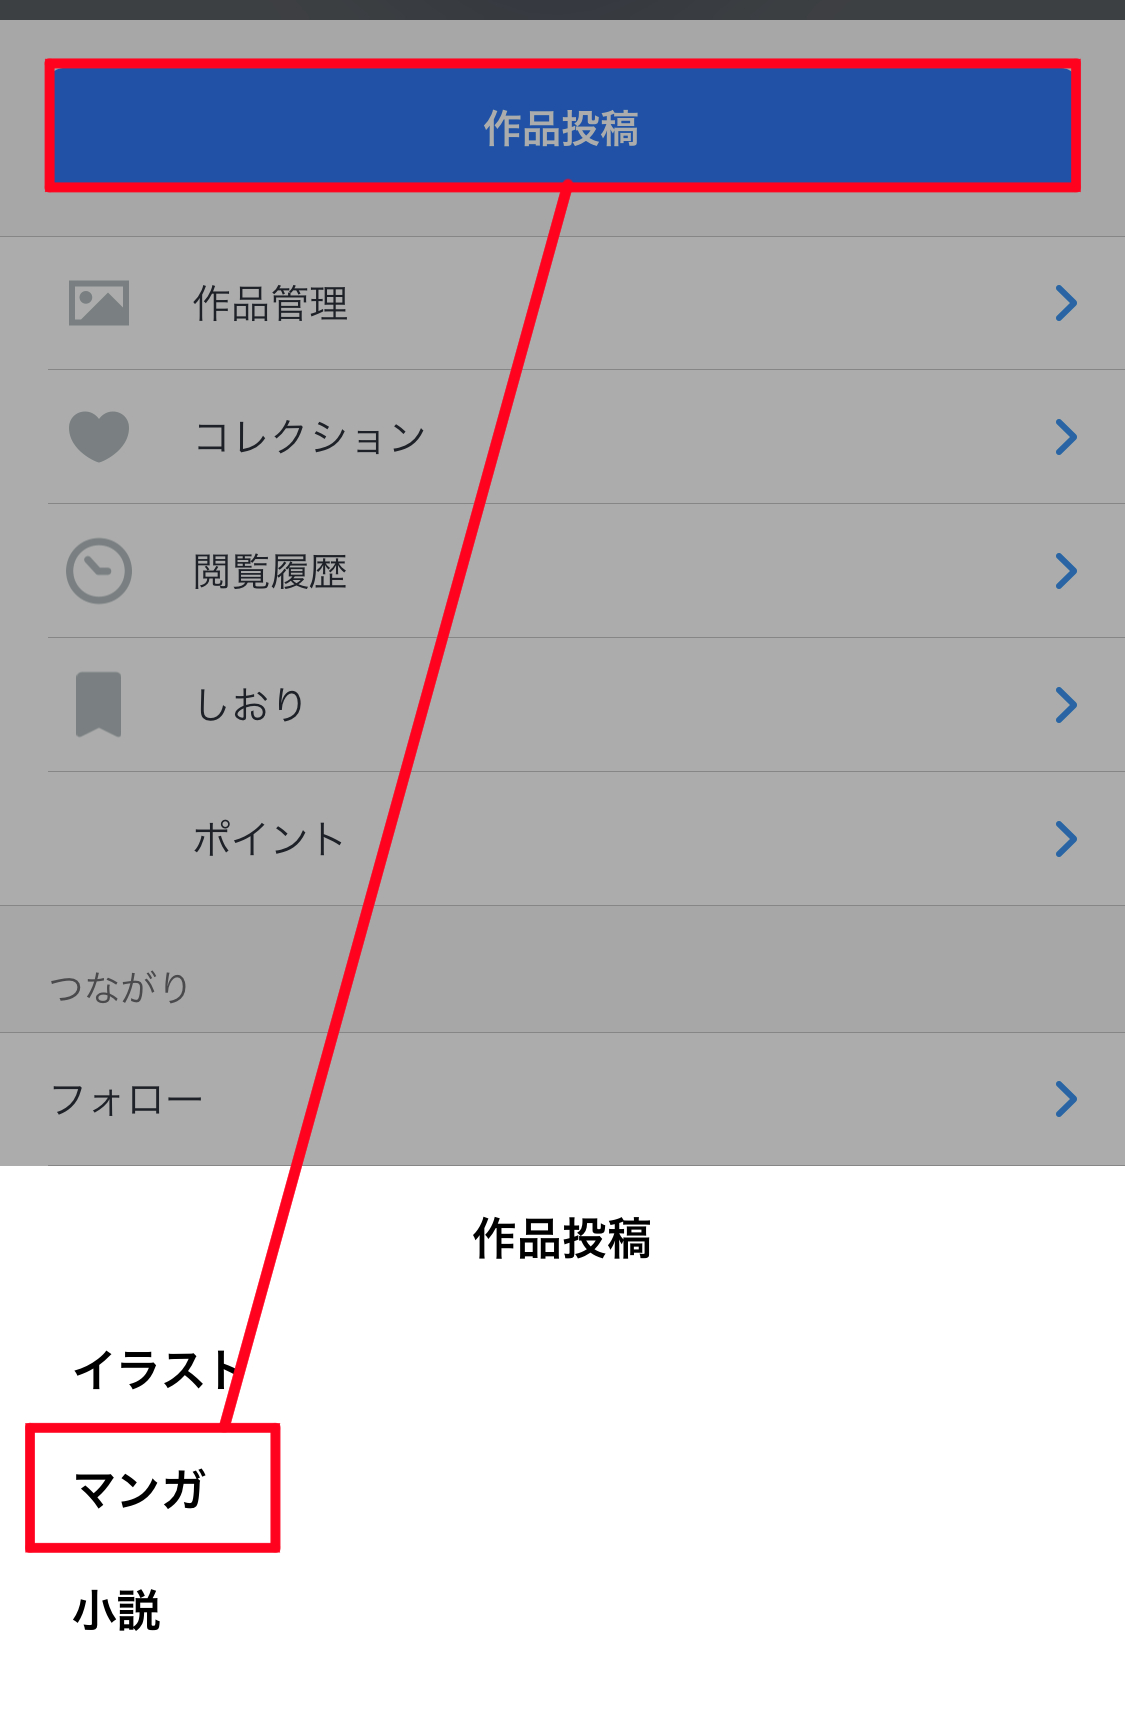 作品投稿
作品管理
コレクション
閲覧履歴
しおり
ポイント
つながり
フォロー
作品投稿
イラスト
マンガ
小説